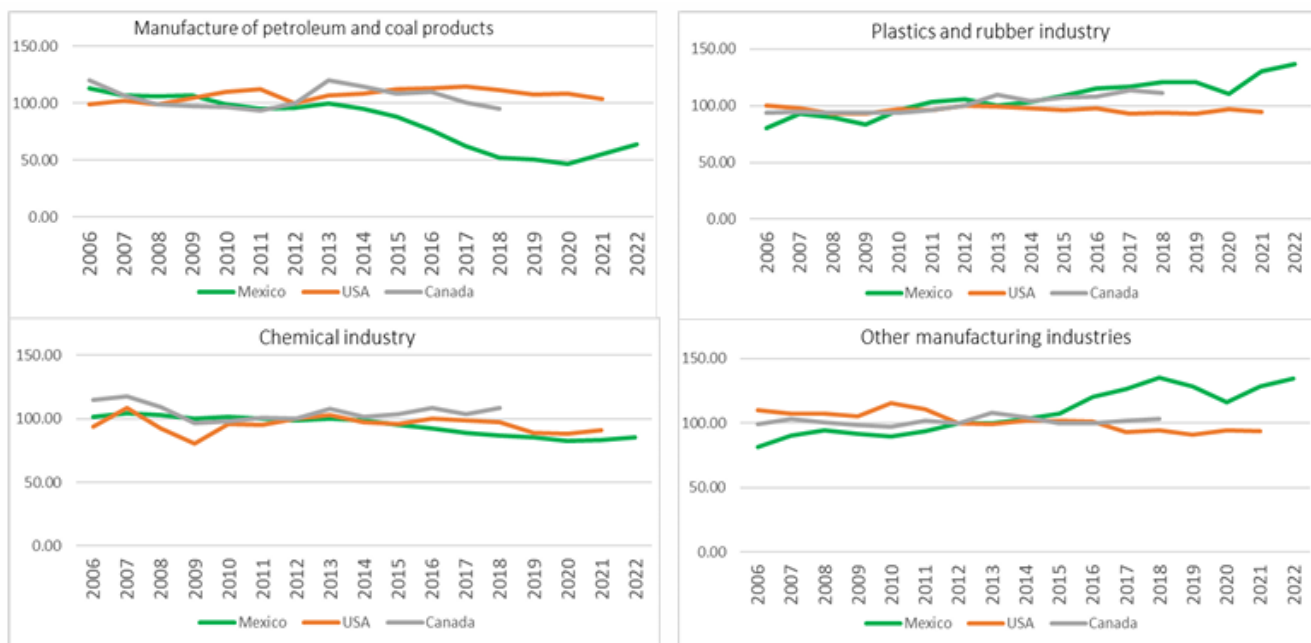 Manufacture of petroleum and coal products
150.00
100.00
50.00
0.00
2006 2007 2008 2009 2010 2011 2012 2013 2014 2015 2016 2017 2018 2019 2020 2021 2022
Mexico USA Canada
Plastics and rubber industry
150.00
100.00
50.00
0.00
2006 2007 2008 2009 2010 2011 2012 2013 2014 2015 2016 2017 2018 2019 2020 2021 2022
Mexico USA Canada
Chemical industry
150.00
100.00
50.00
0.00
2006 2007 2008 2009 2010 2011 2012 2013 2014 2015 2016 2017 2018 2019 2020 2021 2022
Mexico USA Canada
Other manufacturing industries
150.00
100.00
50.00
0.00
2006 2007 2008 2009 2010 2011 2012 2013 2014 2015 2016 2017 2018 2019 2020 2021 2022
Mexico USA Canada